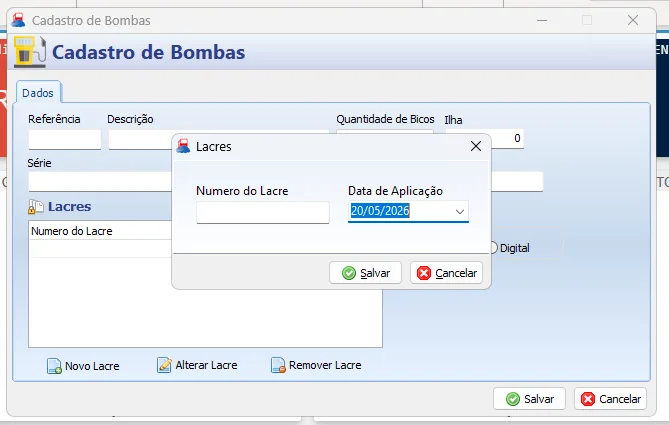 Cadastro de Bombas
Cadastro de Bombas
Dados
Referência Descrição Quantidade de Bicos Ilha
0
Série
Lacres
Numero do Lacre
Digital
Lacres
Numero do Lacre Data de Aplicação
20/05/2026
Salvar Cancelar
Novo Lacre Alterar Lacre Remover Lacre
Salvar Cancelar